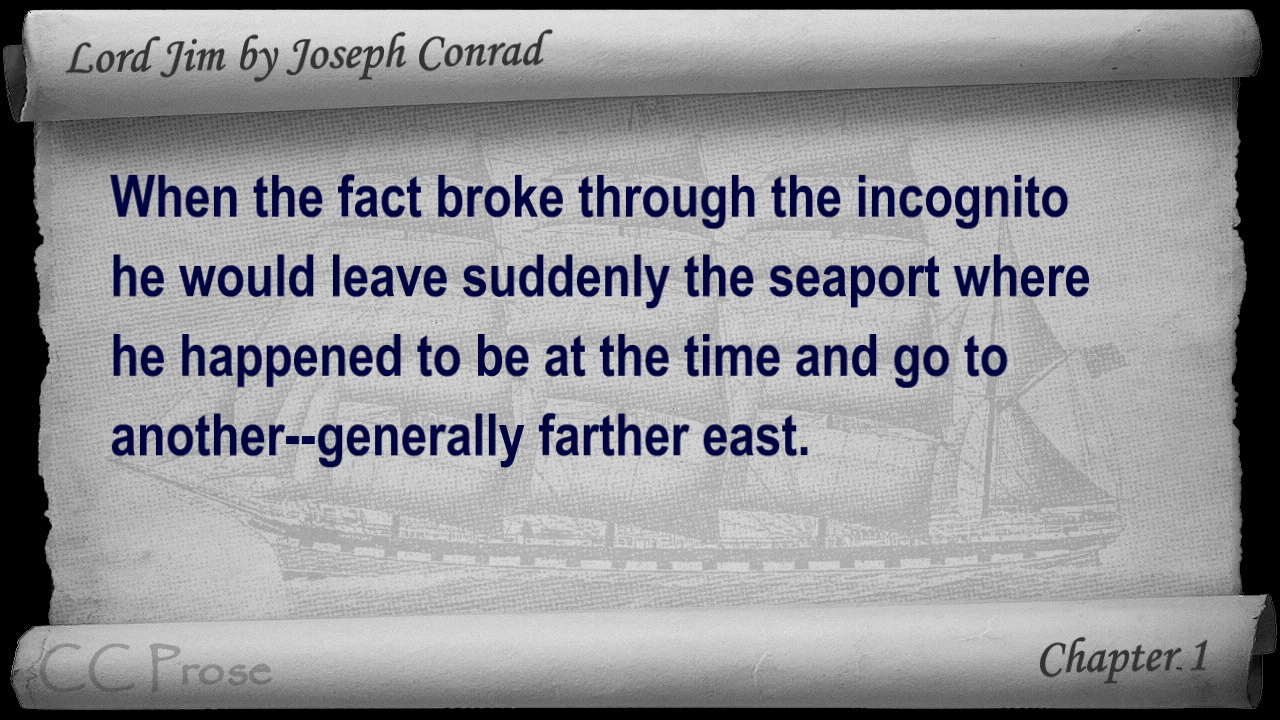 Lord Jim by Joseph Conrad
When the fact broke through the incognito
he would leave suddenly the seaport where
he happened to be at the time and go to
another--generally farther east.
CC Prose
Chapter 1